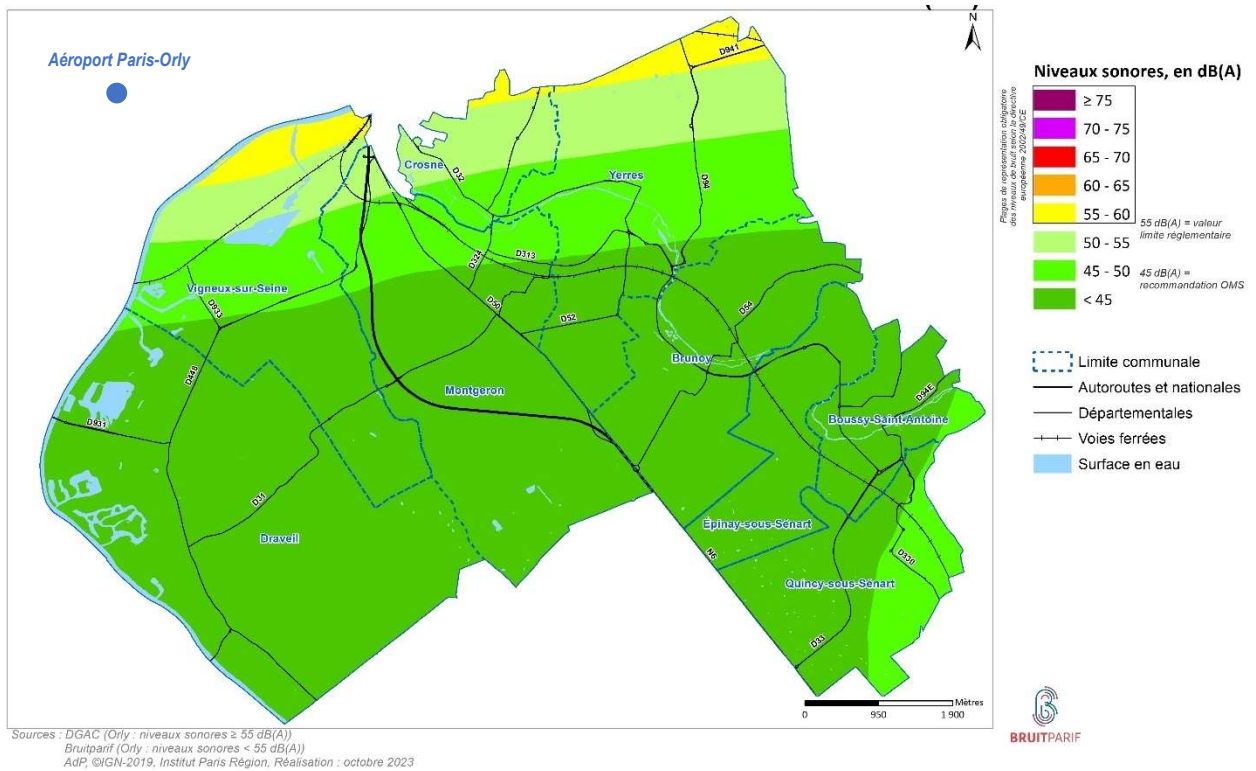 N
Aéroport Paris-Orly
D941
Crosne
D32
Yerres
D94
D324
D313
Vigneux-sur-Seine
D933
D50
D52
D54
Brunoy
D448
Montgeron
D94E
Boussy-Saint-Antoine
D931
D31
Draveil
Épinay-sous-Sénart
N6
D330
Quincy-sous-Sénart
D33
Mètres
0 950 1 900
Niveaux sonores, en dB(A)
Plages de représentation obligatoire
des niveaux de bruit selon la directive
européenne 2002/49/CE
≥ 75
70 - 75
65 - 70
60 - 65
55 - 60
55 dB(A) = valeur
limite réglementaire
50 - 55
45 - 50
45 dB(A) =
recommandation OMS
< 45
Limite communale
Autoroutes et nationales
Départementales
Voies ferrées
Surface en eau
BRUITPARIF
Sources : DGAC (Orly : niveaux sonores ≥ 55 dB(A))
Bruitparif (Orly : niveaux sonores < 55 dB(A))
AdP, ©IGN-2019, Institut Paris Région, Réalisation : octobre 2023